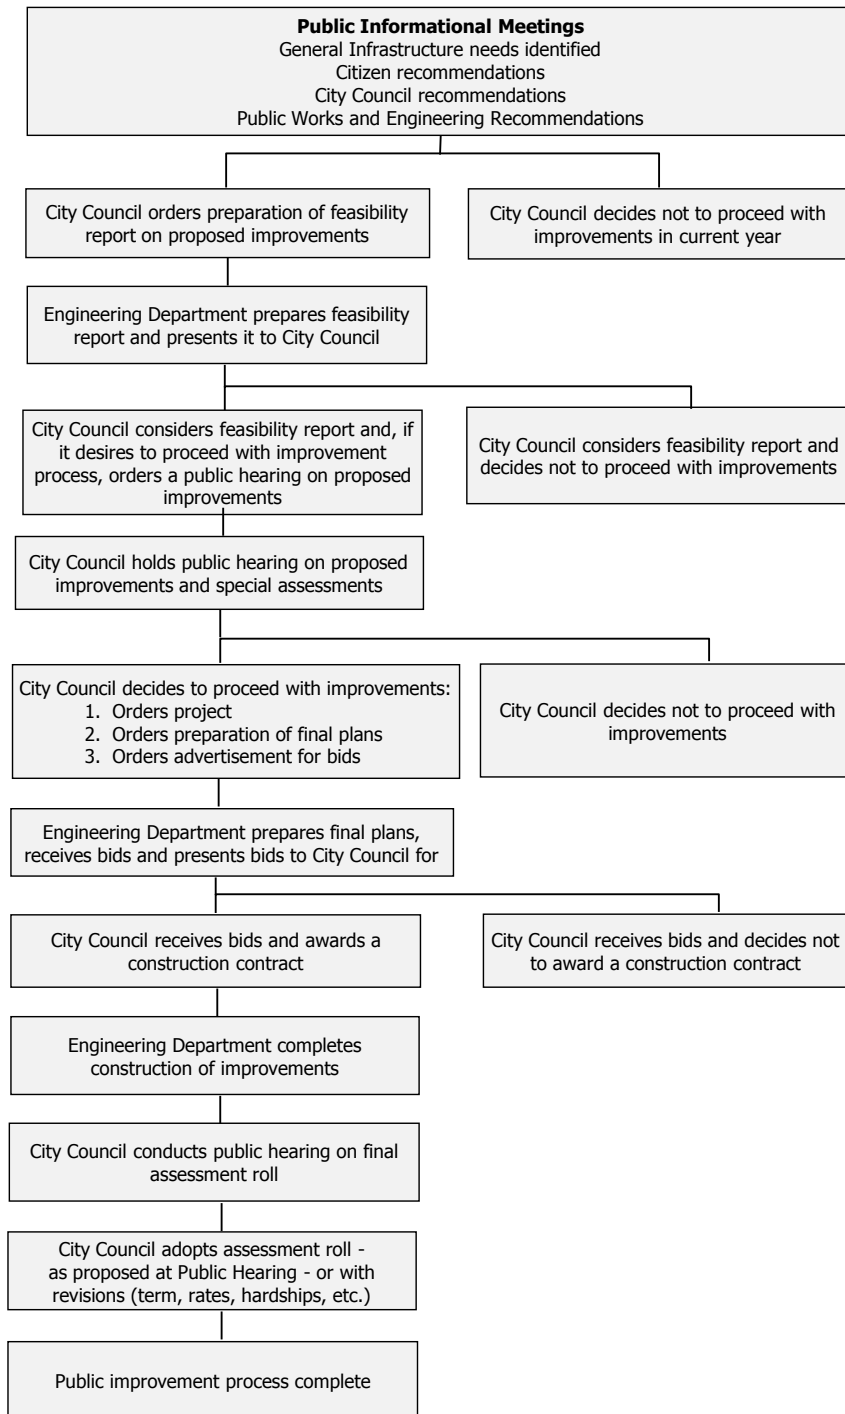 Public Informational Meetings
General Infrastructure needs identified
Citizen recommendations
City Council recommendations
Public Works and Engineering Recommendations
City Council orders preparation of feasibility
report on proposed improvements
City Council decides not to proceed with
improvements in current year
Engineering Department prepares feasibility
report and presents it to City Council
City Council considers feasibility report and, if
it desires to proceed with improvement
process, orders a public hearing on proposed
improvements
City Council considers feasibility report and
decides not to proceed with improvements
City Council holds public hearing on proposed
improvements and special assessments
City Council decides to proceed with improvements:
1. Orders project
2. Orders preparation of final plans
3. Orders advertisement for bids
City Council decides not to proceed with
improvements
Engineering Department prepares final plans,
receives bids and presents bids to City Council for
City Council receives bids and awards a
construction contract
City Council receives bids and decides not
to award a construction contract
Engineering Department completes
construction of improvements
City Council conducts public hearing on final
assessment roll
City Council adopts assessment roll -
as proposed at Public Hearing - or with
revisions (term, rates, hardships, etc.)
Public improvement process complete